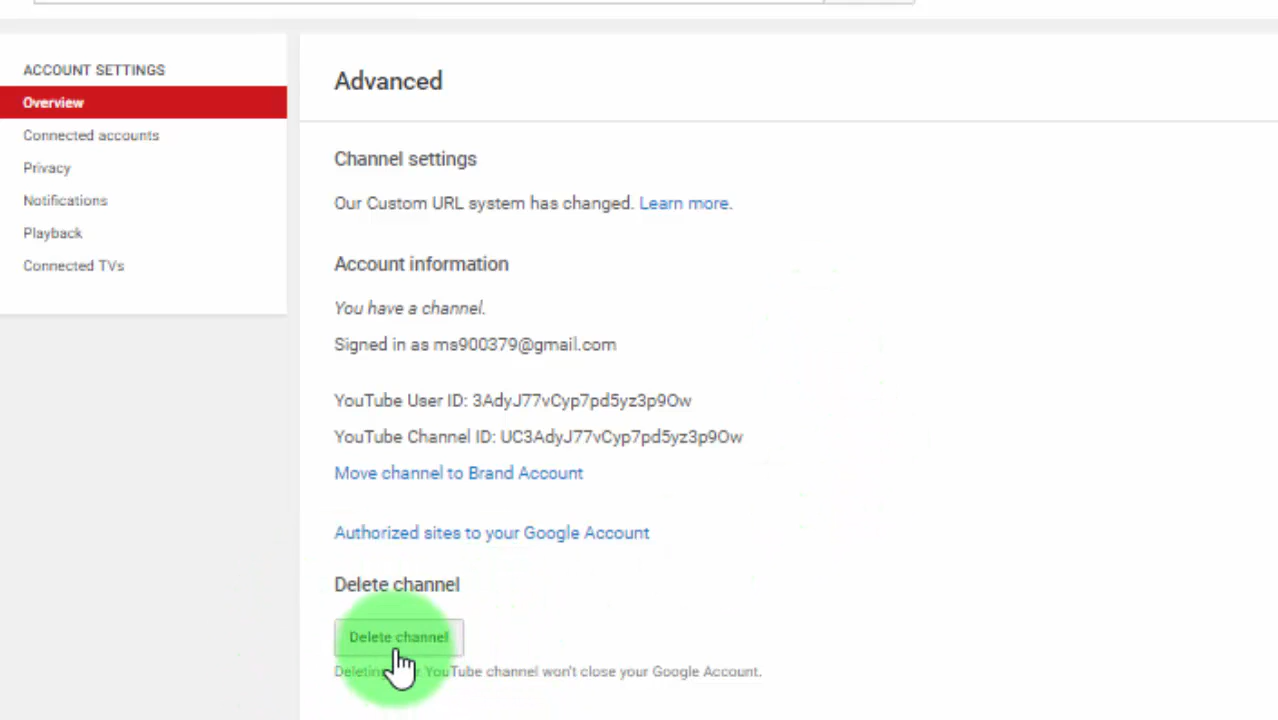 ACCOUNT SETTINGS
Overview
Connected accounts
Privacy
Notifications
Playback
Connected TVs
Advanced
Channel settings
Our Custom URL system has changed. Learn more.
Account information
You have a channel.
Signed in as ms900379@gmail.com
YouTube User ID: 3AdyJ77vCyp7pd5yz3p9Ow
YouTube Channel ID: UC3AdyJ77vCyp7pd5yz3p9Ow
Move channel to Brand Account
Authorized sites to your Google Account
Delete channel
Delete channel
YouTube channel won't close your Google Account.